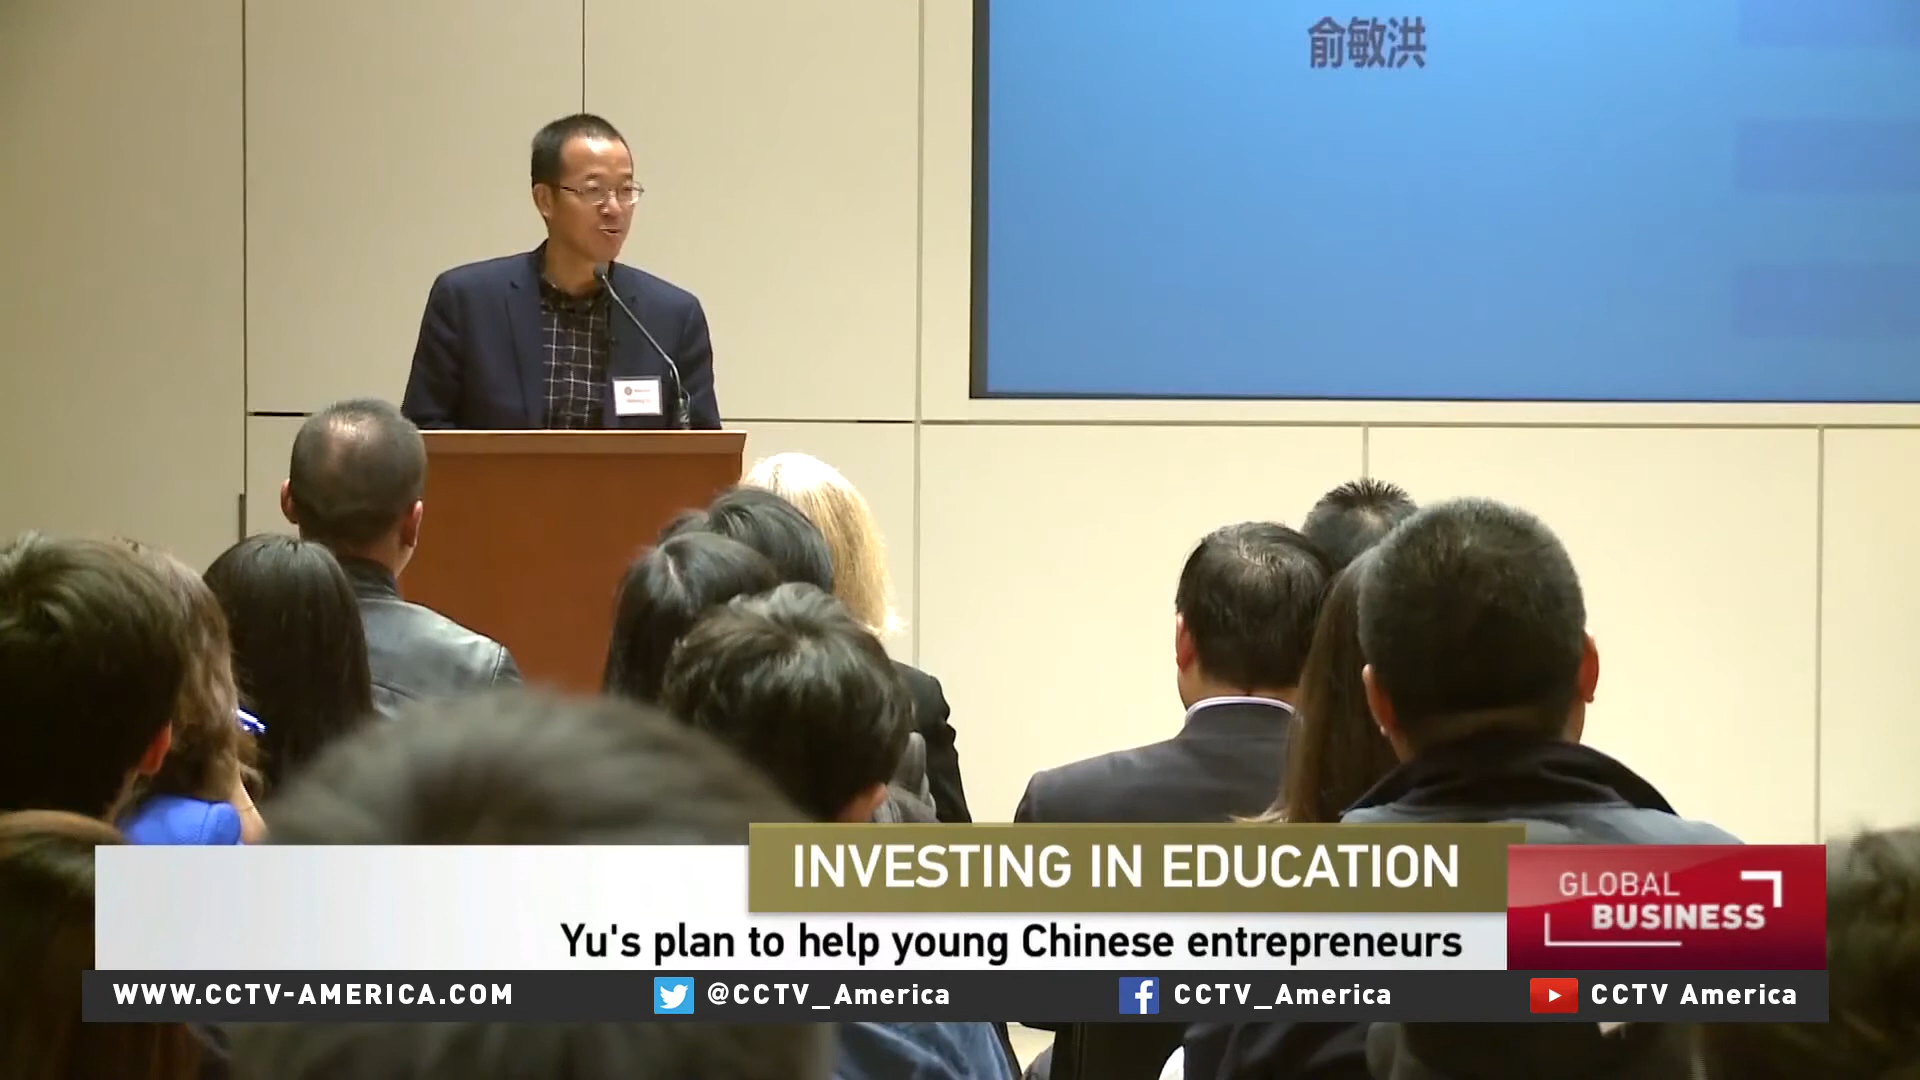 俞敏洪
INVESTING IN EDUCATION
GLOBAL
BUSINESS
Yu's plan to help young Chinese entrepreneurs
WWW.CCTV-AMERICA.COM
@CCTV_America
CCTV_America
CCTV America